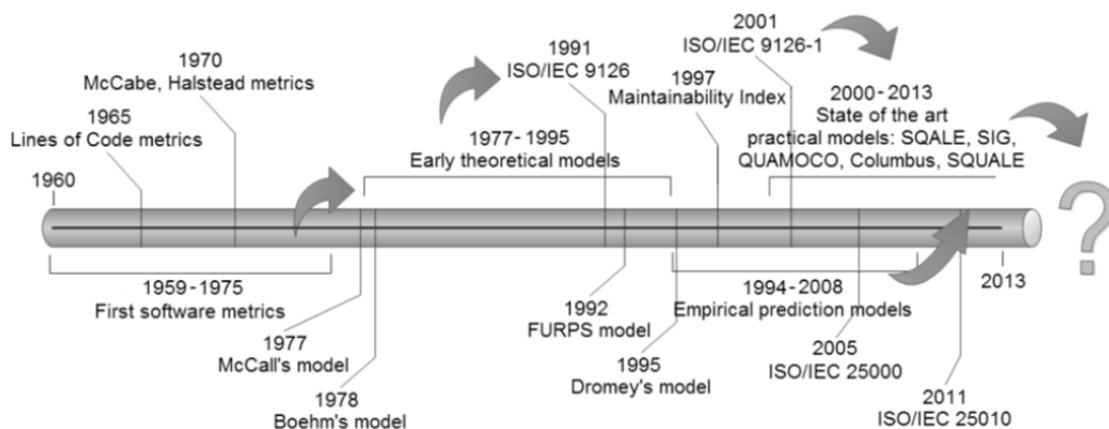 2001
ISO/IEC 9126-1
1991
ISO/IEC 9126
1970
McCabe, Halstead metrics
1997
Maintainability Index
2000-2013
State of the art
practical models: SQALE, SIG,
QUAMOCO, Columbus, SQUALE
1965
Lines of Code metrics
1977-1995
Early theoretical models
1960
?
2013
1959-1975
First software metrics
1994-2008
Empirical prediction models
1977
McCall's model
1992
FURPS model
2005
ISO/IEC 25000
1978
Boehm's model
1995
Dromey's model
2011
ISO/IEC 25010